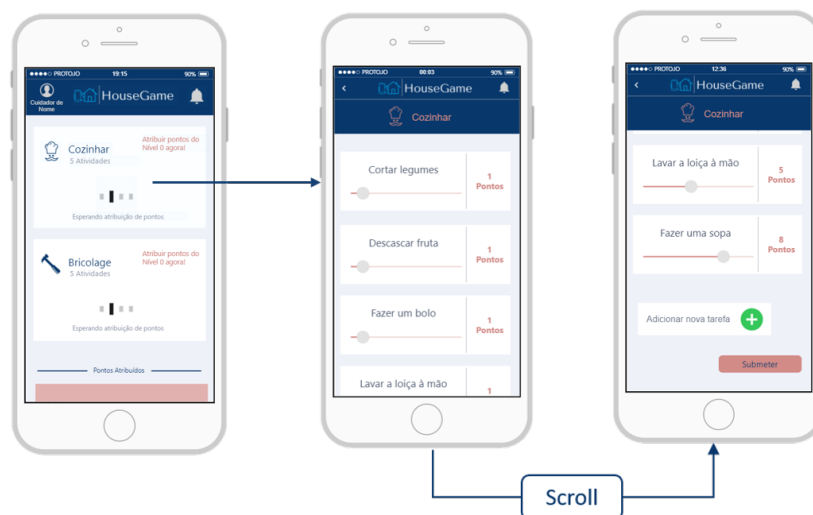 PROTOJO 19:15 90%
Cuidador de
Nome
HouseGame
Cozinhar
5 Atividades
Atribuir pontos do
Nível 0 agora!
Esperando atribuição de pontos
Bricolage
5 Atividades
Atribuir pontos do
Nível 0 agora!
Esperando atribuição de pontos
Pontos Atribuídos
PROTOJO 00:03 90%
HouseGame
Cozinhar
Cortar legumes
1
Pontos
Descascar fruta
1
Pontos
Fazer um bolo
1
Pontos
Lavar a loiça à mão
1
PROTOJO 12:36 90%
HouseGame
Cozinhar
Lavar a loiça à mão
5
Pontos
Fazer uma sopa
8
Pontos
Adicionar nova tarefa
Submeter
Scroll